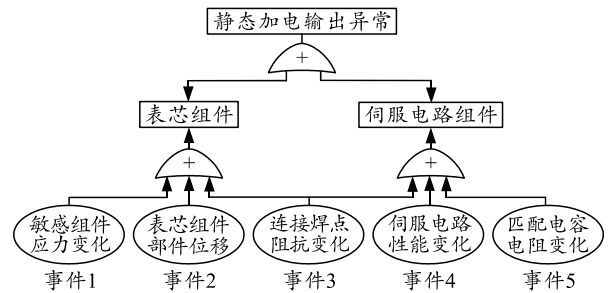 静态加电输出异常
+
表芯组件
伺服电路组件
+
+
敏感组件
应力变化
表芯组件
部件位移
连接焊点
阻抗变化
伺服电路
性能变化
匹配电容
电阻变化
事件1
事件2
事件3
事件4
事件5